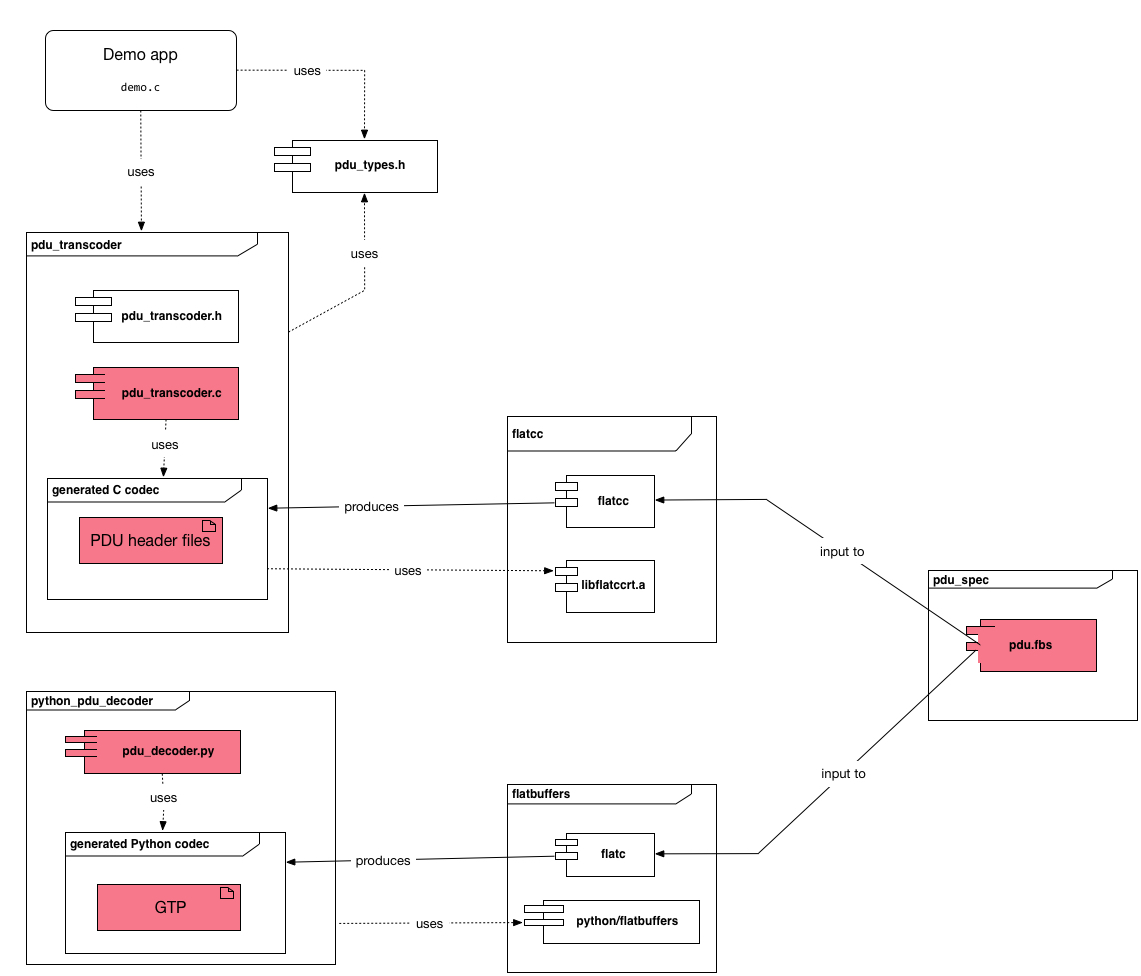 Demo app
demo.c
uses
pdu_types.h
uses
uses
pdu_transcoder
pdu_transcoder.h
pdu_transcoder.c
uses
generated C codec
PDU header files
produces
uses
flatcc
flatcc
libflatccrt.a
input to
pdu_spec
pdu.fbs
input to
python_pdu_decoder
pdu_decoder.py
uses
generated Python codec
GTP
produces
uses
flatbuffers
flatc
python/flatbuffers